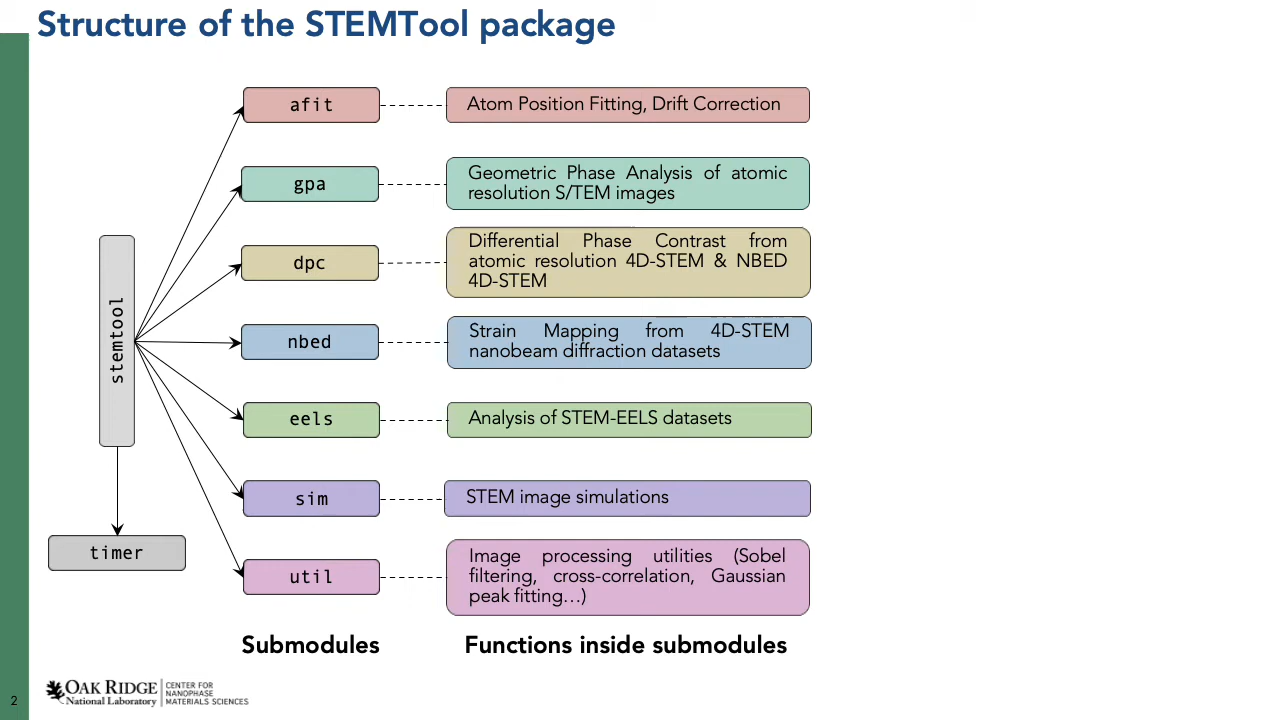 Structure of the STEMTool package
afit
Atom Position Fitting, Drift Correction
gpa
Geometric Phase Analysis of atomic
resolution S/TEM images
dpc
Differential Phase Contrast from
atomic resolution 4D-STEM & NBED
4D-STEM
stemtool
nbed
Strain Mapping from 4D-STEM
nanobeam diffraction datasets
eels
Analysis of STEM-EELS datasets
sim
STEM image simulations
timer
util
Image processing utilities (Sobel
filtering, cross-correlation, Gaussian
peak fitting…)
Submodules
Functions inside submodules
2
OAK RIDGE
National Laboratory
CENTER FOR
NANOPHASE
MATERIALS SCIENCES